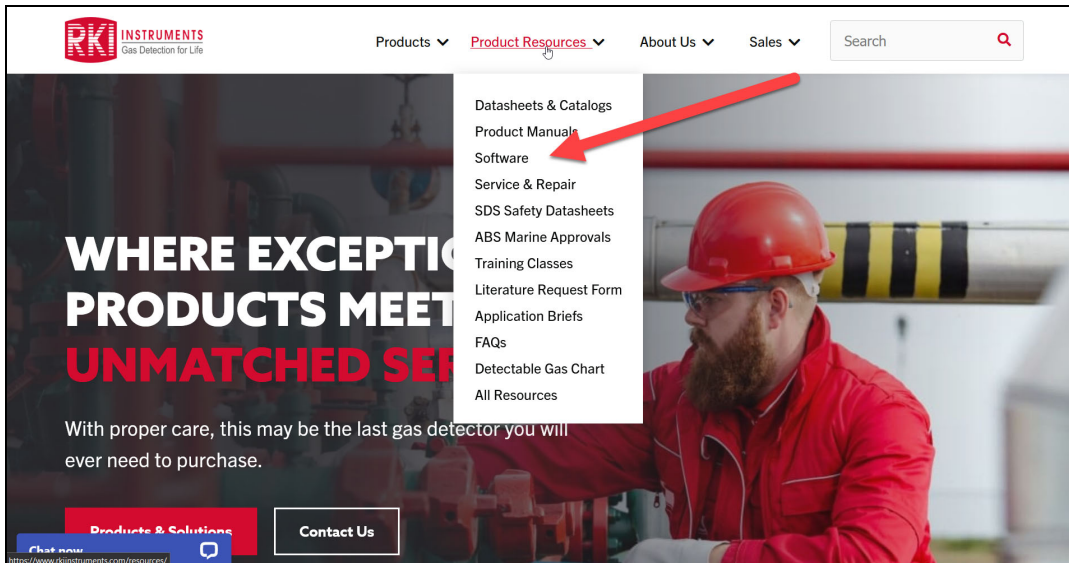 RKI INSTRUMENTS
Gas Detection for Life
Products Product Resources About Us Sales Search
Datasheets & Catalogs
Product Manuals
Software
Service & Repair
SDS Safety Datasheets
ABS Marine Approvals
Training Classes
Literature Request Form
Application Briefs
FAQs
Detectable Gas Chart
All Resources
WHERE EXCEPTIO
PRODUCTS MEET
UNMATCHED SER
With proper care, this may be the last gas detector you will
ever need to purchase.
Products & Solutions Contact Us
Chat now
https://www.rkiinstruments.com/resources/